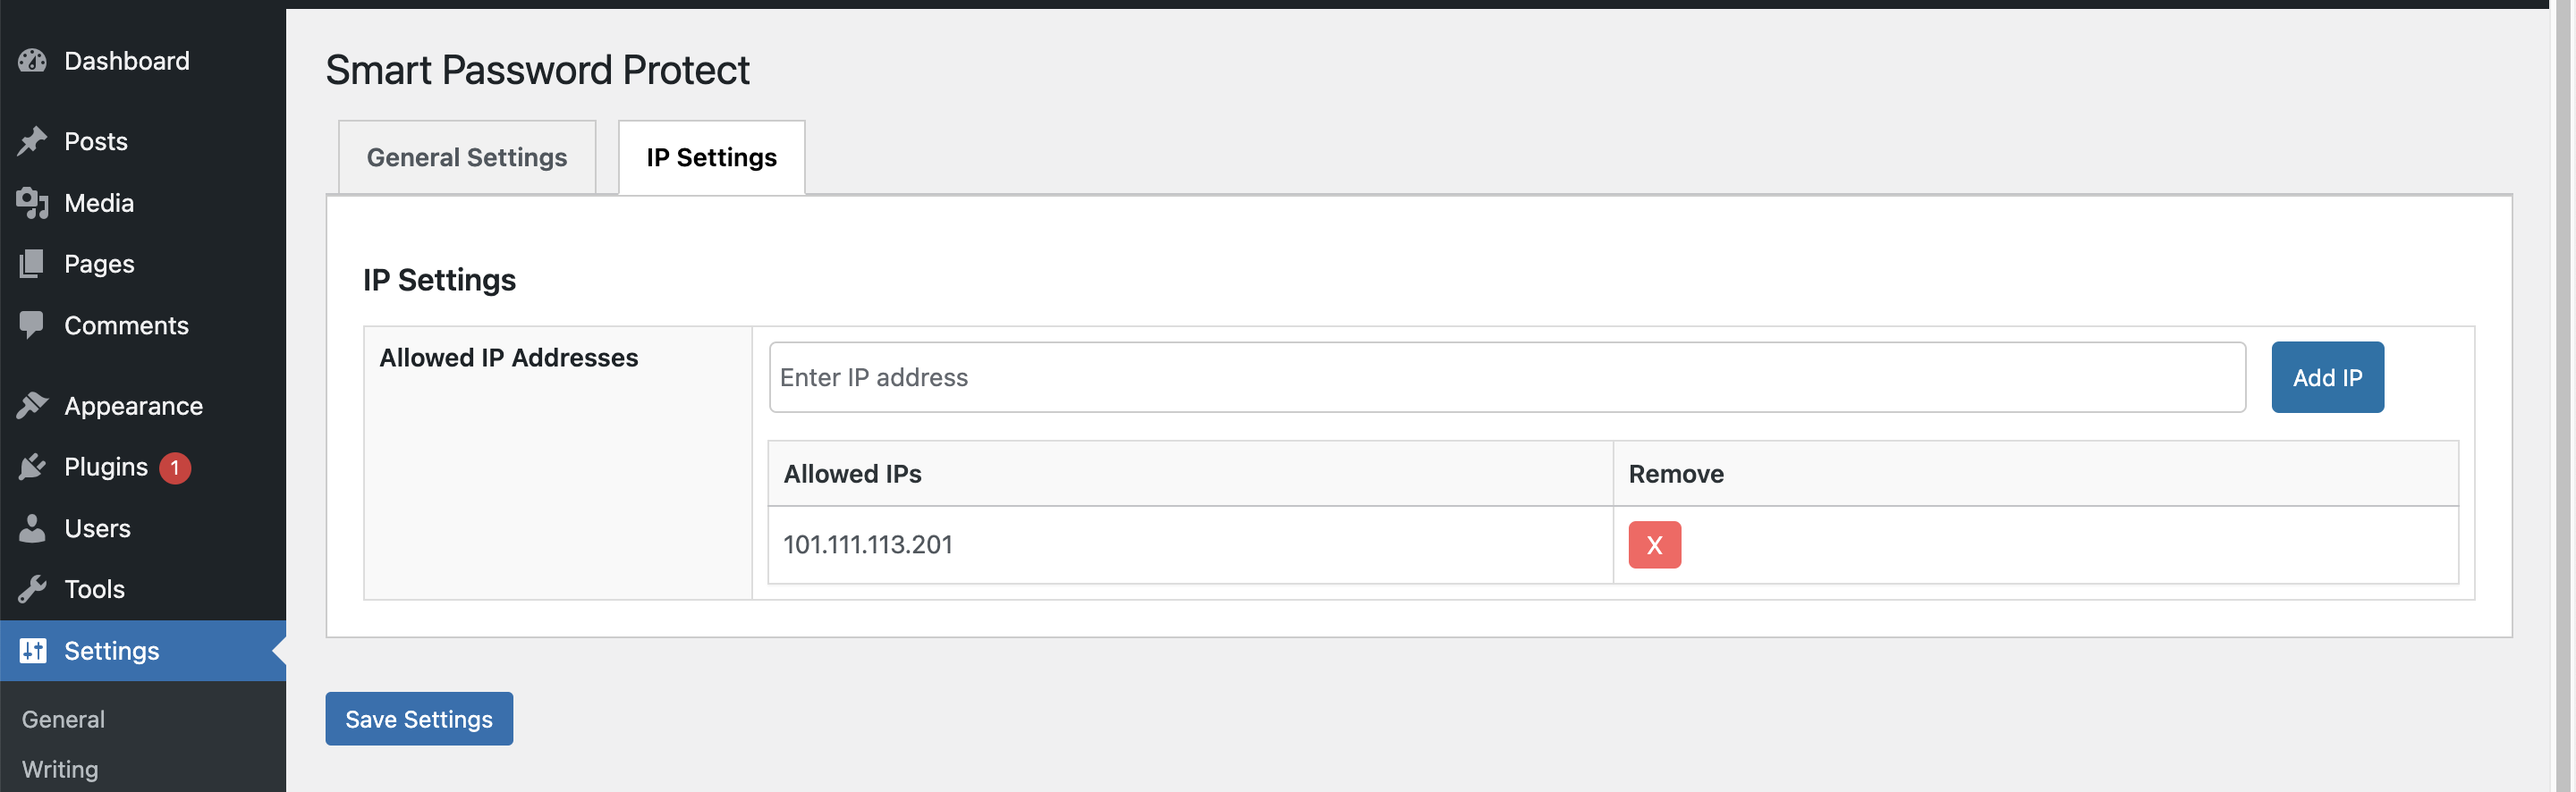 Dashboard
Posts
Media
Pages
Comments
Appearance
Plugins 1
Users
Tools
Settings
General
Writing
Smart Password Protect
General Settings
IP Settings
IP Settings
Allowed IP Addresses
Enter IP address
Add IP
Allowed IPs
Remove
101.111.113.201
X
Save Settings